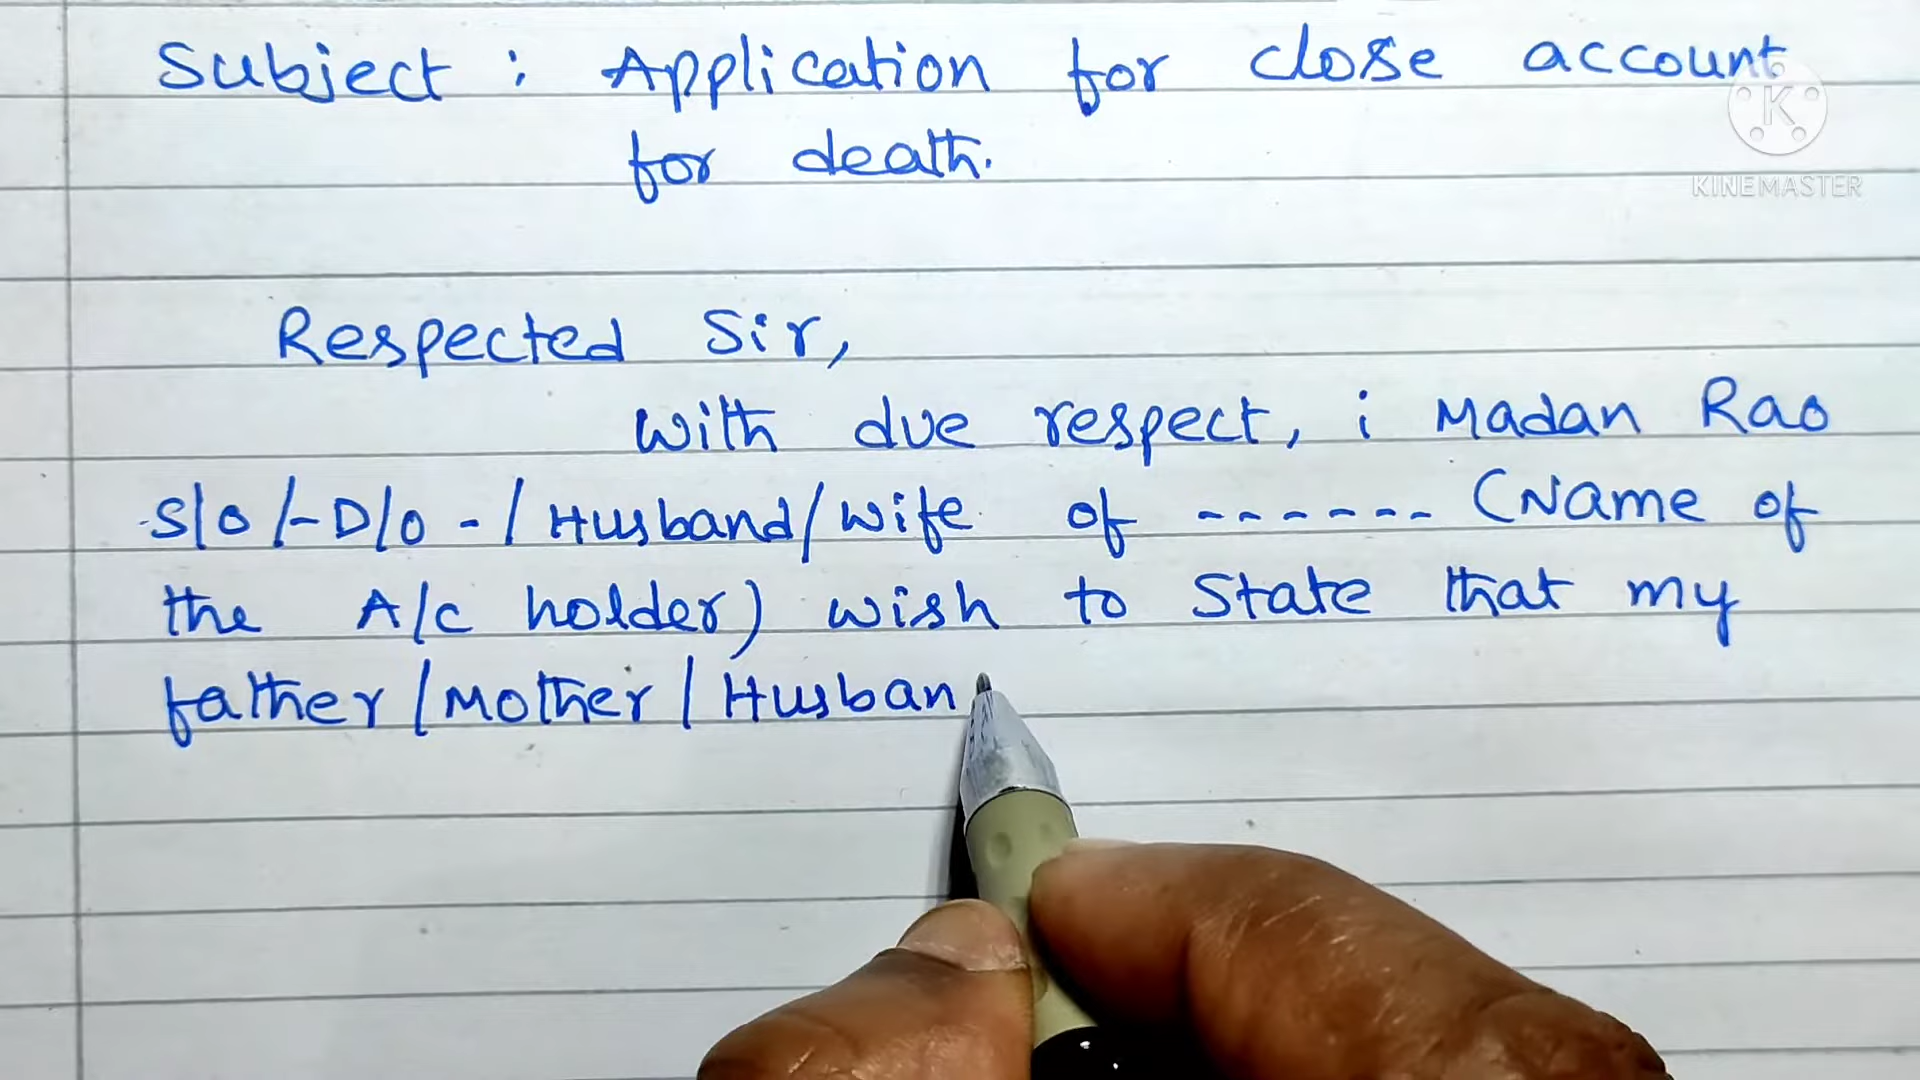 Subject : Application for close account
for death.
K
KINEMASTER
Respected Sir,
With due respect, i Madan Rao
S/o/-D/o -/Husband/Wife of ------ (Name of
the A/c holder) wish to State that my
father/Mother/Husban